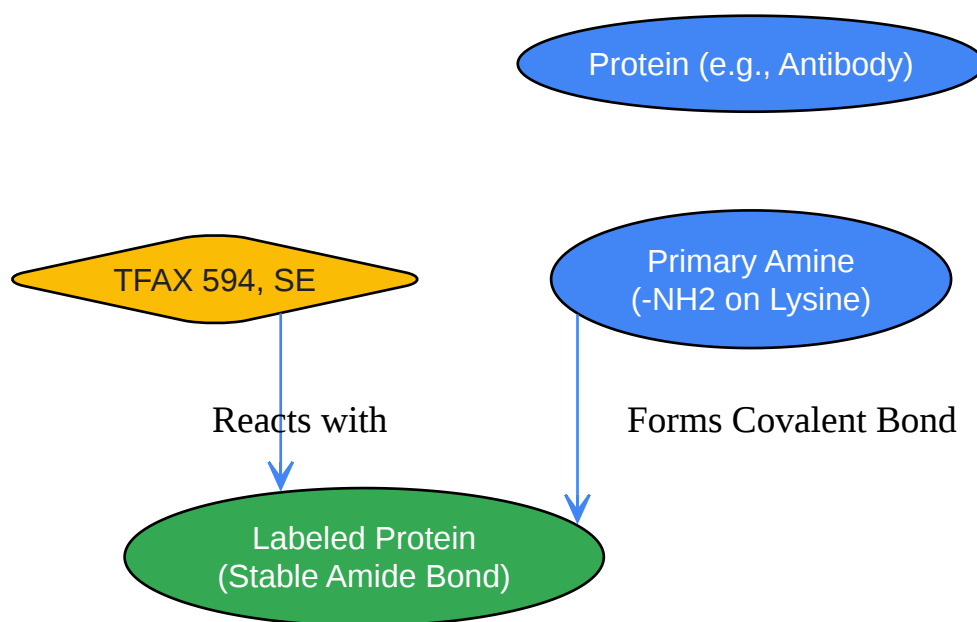 Protein (e.g., Antibody)
TFAX 594, SE
Primary Amine
(-NH2 on Lysine)
Reacts with
Forms Covalent Bond
Labeled Protein
(Stable Amide Bond)